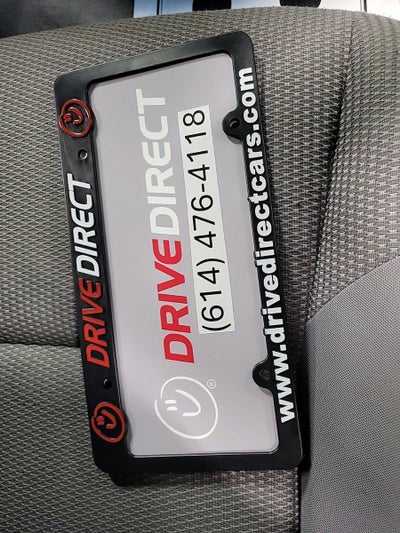 DRIVEDIRECT
DRIVEDIRECT
®
(614) 476-4118
www.drivedirectcars.com